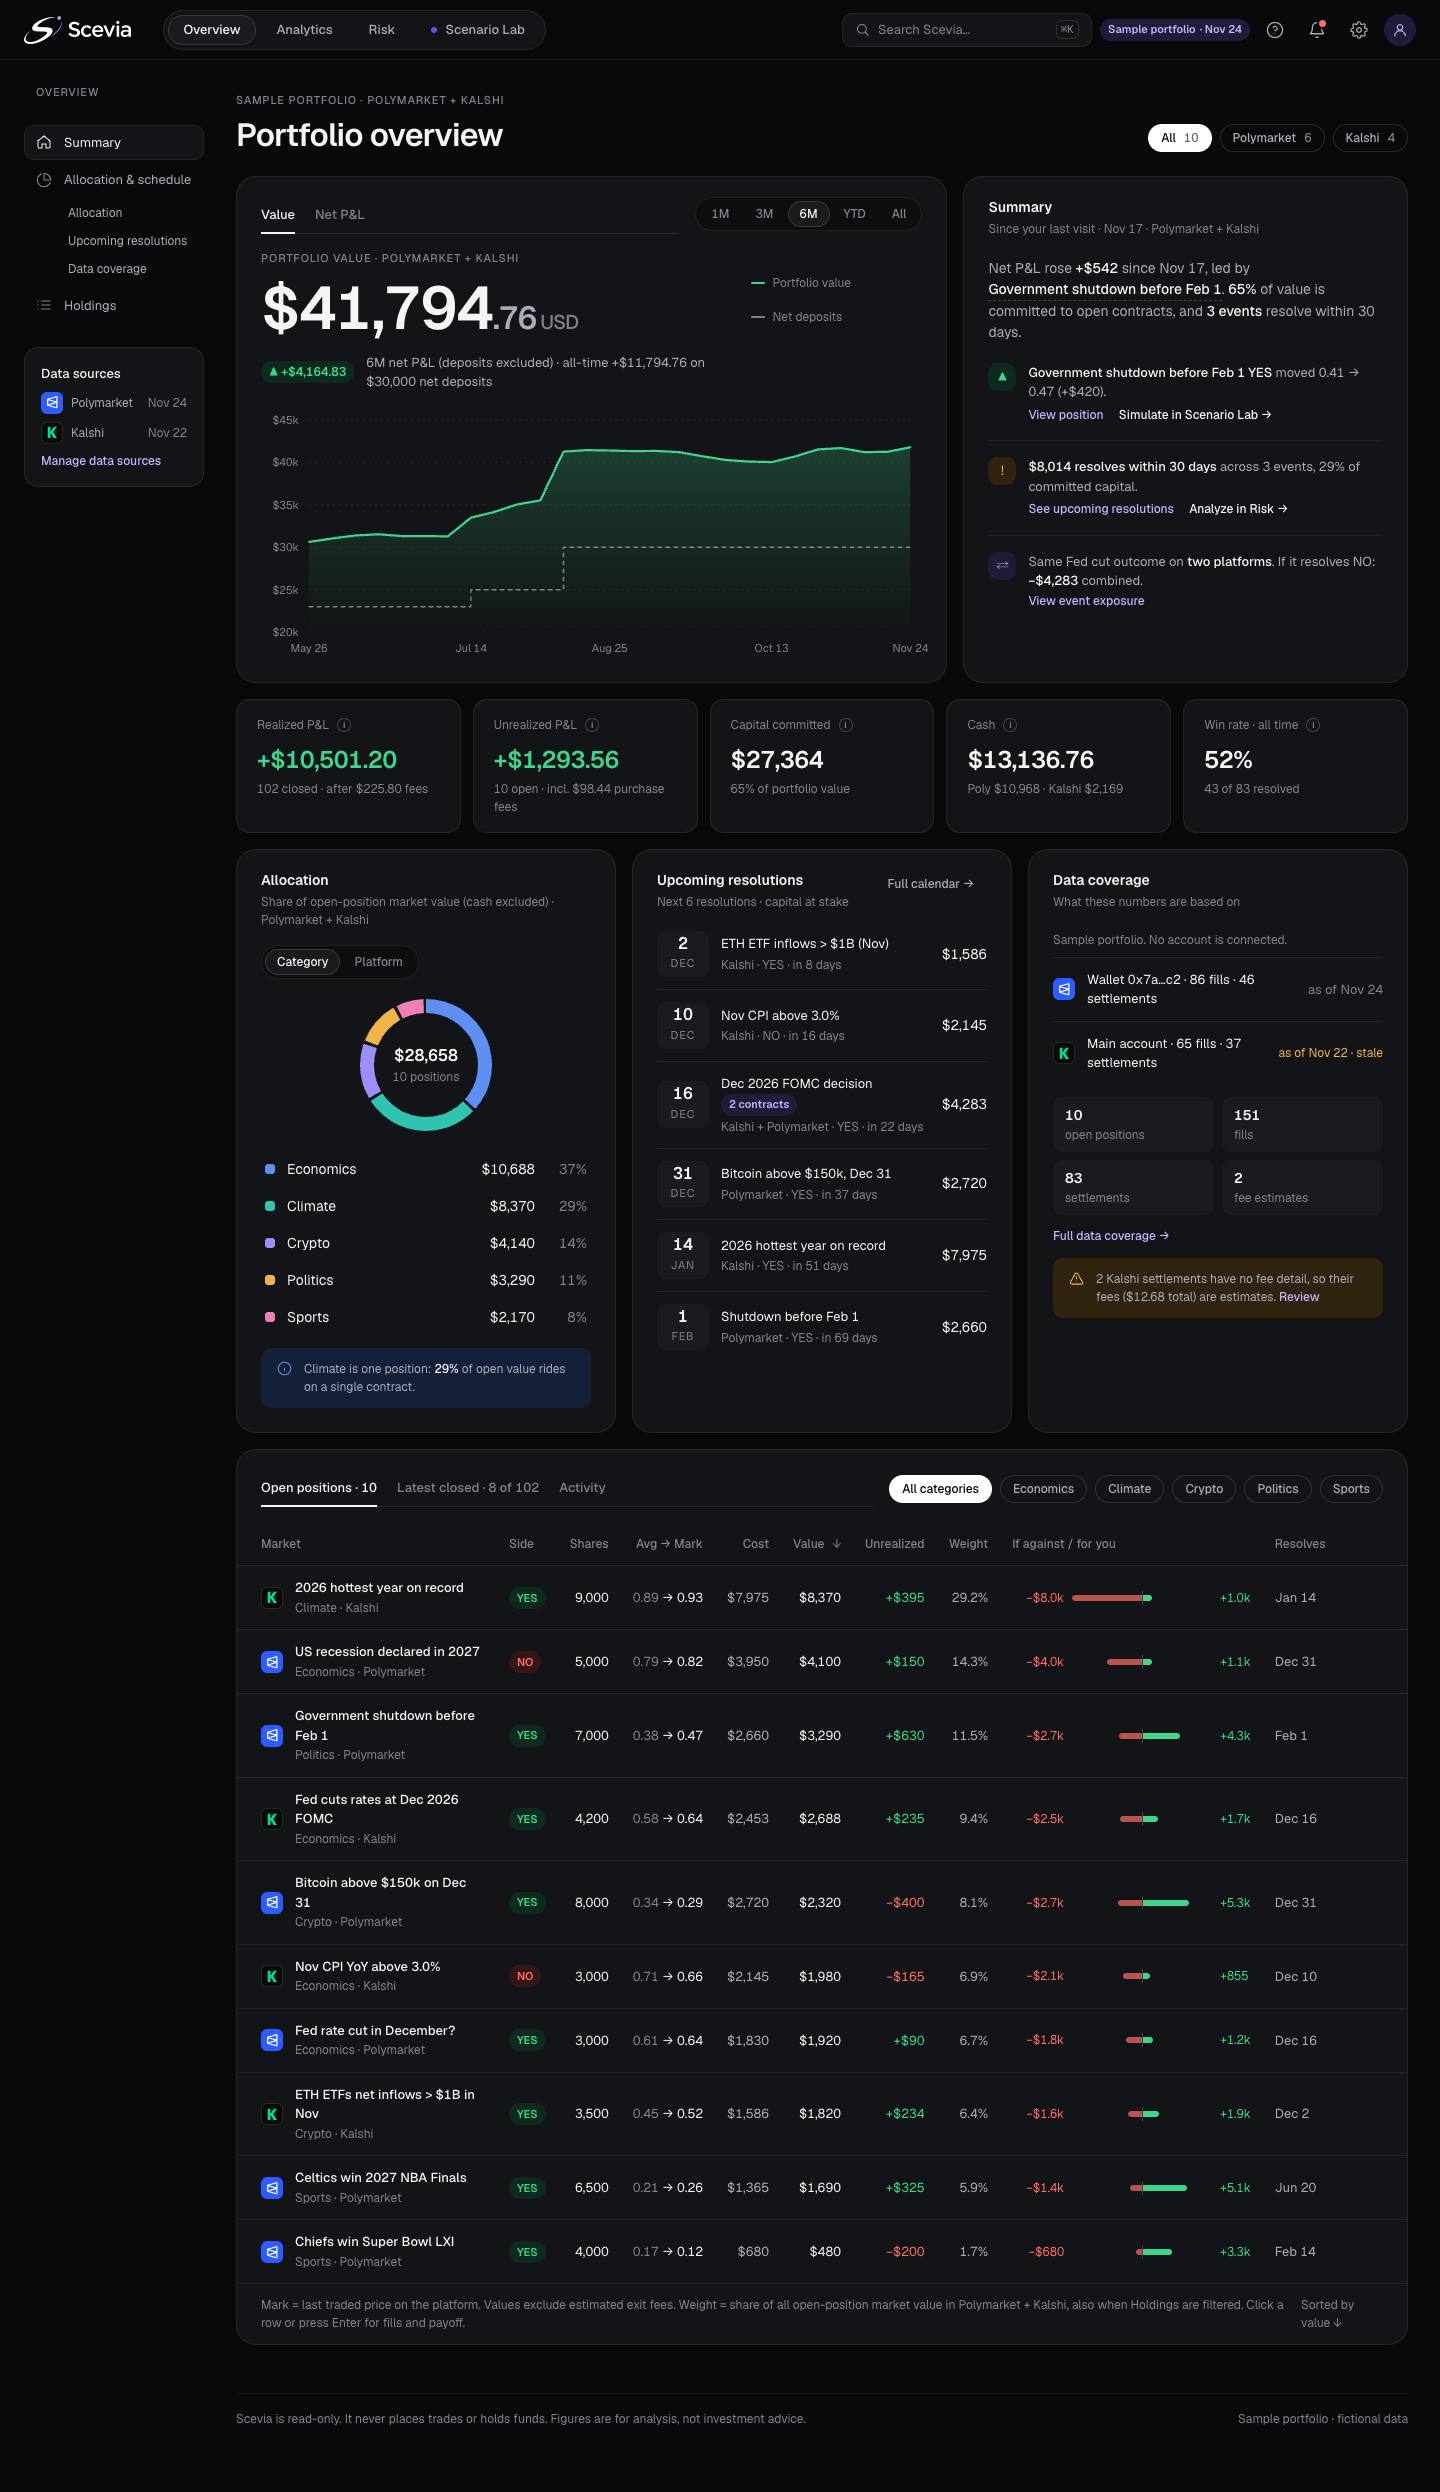 Scevia
Overview
Analytics
Risk
Scenario Lab
Search Scevia...
⌘K
Sample portfolio · Nov 24
OVERVIEW
Summary
Allocation & schedule
Allocation
Upcoming resolutions
Data coverage
Holdings
Data sources
Polymarket Nov 24
Kalshi Nov 22
Manage data sources
SAMPLE PORTFOLIO · POLYMARKET + KALSHI
Portfolio overview
All 10
Polymarket 6
Kalshi 4
Value
Net P&L
1M
3M
6M
YTD
All
PORTFOLIO VALUE · POLYMARKET + KALSHI
$41,794.76 USD
Portfolio value
Net deposits
▲ +$4,164.83
6M net P&L (deposits excluded) · all-time +$11,794.76 on
$30,000 net deposits
$45k
$40k
$35k
$30k
$25k
$20k
May 26
Jul 14
Aug 25
Oct 13
Nov 24
Summary
Since your last visit · Nov 17 · Polymarket + Kalshi
Net P&L rose +$542 since Nov 17, led by
Government shutdown before Feb 1. 65% of value is
committed to open contracts, and 3 events resolve within 30
days.
▲
Government shutdown before Feb 1 YES moved 0.41 →
0.47 (+$420).
View position
Simulate in Scenario Lab →
!
$8,014 resolves within 30 days across 3 events, 29% of
committed capital.
See upcoming resolutions
Analyze in Risk →
Same Fed cut outcome on two platforms. If it resolves NO:
−$4,283 combined.
View event exposure
Realized P&L i
+$10,501.20
102 closed · after $225.80 fees
Unrealized P&L i
+$1,293.56
10 open · incl. $98.44 purchase
fees
Capital committed i
$27,364
65% of portfolio value
Cash i
$13,136.76
Poly $10,968 · Kalshi $2,169
Win rate · all time i
52%
43 of 83 resolved
Allocation
Share of open-position market value (cash excluded) ·
Polymarket + Kalshi
Category
Platform
$28,658
10 positions
Economics $10,688 37%
Climate $8,370 29%
Crypto $4,140 14%
Politics $3,290 11%
Sports $2,170 8%
Climate is one position: 29% of open value rides
on a single contract.
Upcoming resolutions
Full calendar →
Next 6 resolutions · capital at stake
2
DEC
ETH ETF inflows > $1B (Nov)
Kalshi · YES · in 8 days
$1,586
10
DEC
Nov CPI above 3.0%
Kalshi · NO · in 16 days
$2,145
16
DEC
Dec 2026 FOMC decision
2 contracts
Kalshi + Polymarket · YES · in 22 days
$4,283
31
DEC
Bitcoin above $150k, Dec 31
Polymarket · YES · in 37 days
$2,720
14
JAN
2026 hottest year on record
Kalshi · YES · in 51 days
$7,975
1
FEB
Shutdown before Feb 1
Polymarket · YES · in 69 days
$2,660
Data coverage
What these numbers are based on
Sample portfolio. No account is connected.
Wallet 0x7a…c2 · 86 fills · 46
settlements
as of Nov 24
K
Main account · 65 fills · 37
settlements
as of Nov 22 · stale
10
open positions
151
fills
83
settlements
2
fee estimates
Full data coverage →
2 Kalshi settlements have no fee detail, so their
fees ($12.68 total) are estimates. Review
Open positions · 10
Latest closed · 8 of 102
Activity
All categories
Economics
Climate
Crypto
Politics
Sports
Market Side Shares Avg → Mark Cost Value ↓ Unrealized Weight If against / for you Resolves
2026 hottest year on record
Climate · Kalshi
YES 9,000 0.89 → 0.93 $7,975 $8,370 +$395 29.2% −$8.0k +1.0k Jan 14
US recession declared in 2027
Economics · Polymarket
NO 5,000 0.79 → 0.82 $3,950 $4,100 +$150 14.3% −$4.0k +1.1k Dec 31
Government shutdown before
Feb 1
Politics · Polymarket
YES 7,000 0.38 → 0.47 $2,660 $3,290 +$630 11.5% −$2.7k +4.3k Feb 1
Fed cuts rates at Dec 2026
FOMC
Economics · Kalshi
YES 4,200 0.58 → 0.64 $2,453 $2,688 +$235 9.4% −$2.5k +1.7k Dec 16
Bitcoin above $150k on Dec
31
Crypto · Polymarket
YES 8,000 0.34 → 0.29 $2,720 $2,320 −$400 8.1% −$2.7k +5.3k Dec 31
Nov CPI YoY above 3.0%
Economics · Kalshi
NO 3,000 0.71 → 0.66 $2,145 $1,980 −$165 6.9% −$2.1k +855 Dec 10
Fed rate cut in December?
Economics · Polymarket
YES 3,000 0.61 → 0.64 $1,830 $1,920 +$90 6.7% −$1.8k +1.2k Dec 16
ETH ETFs net inflows > $1B in
Nov
Crypto · Kalshi
YES 3,500 0.45 → 0.52 $1,586 $1,820 +$234 6.4% −$1.6k +1.9k Dec 2
Celtics win 2027 NBA Finals
Sports · Polymarket
YES 6,500 0.21 → 0.26 $1,365 $1,690 +$325 5.9% −$1.4k +5.1k Jun 20
Chiefs win Super Bowl LXI
Sports · Polymarket
YES 4,000 0.17 → 0.12 $680 $480 −$200 1.7% −$680 +3.3k Feb 14
Mark = last traded price on the platform. Values exclude estimated exit fees. Weight = share of all open-position market value in Polymarket + Kalshi, also when Holdings are filtered. Click a
row or press Enter for fills and payoff.
Sorted by
value ↓
Scevia is read-only. It never places trades or holds funds. Figures are for analysis, not investment advice.
Sample portfolio · fictional data